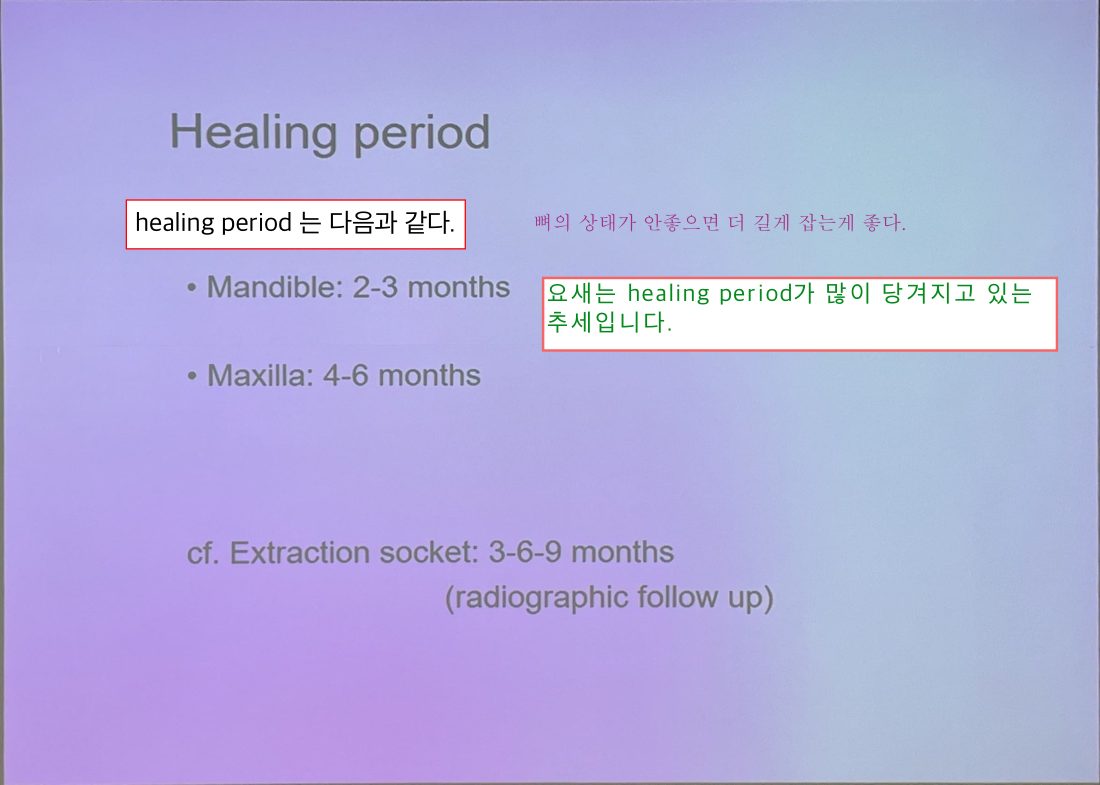 Healing period
healing period 는 다음과 같다.
뼈의 상태가 안좋으면 더 길게 잡는게 좋다.
• Mandible: 2-3 months
요새는 healing period가 많이 당겨지고 있는
추세입니다.
• Maxilla: 4-6 months
cf. Extraction socket: 3-6-9 months
(radiographic follow up)